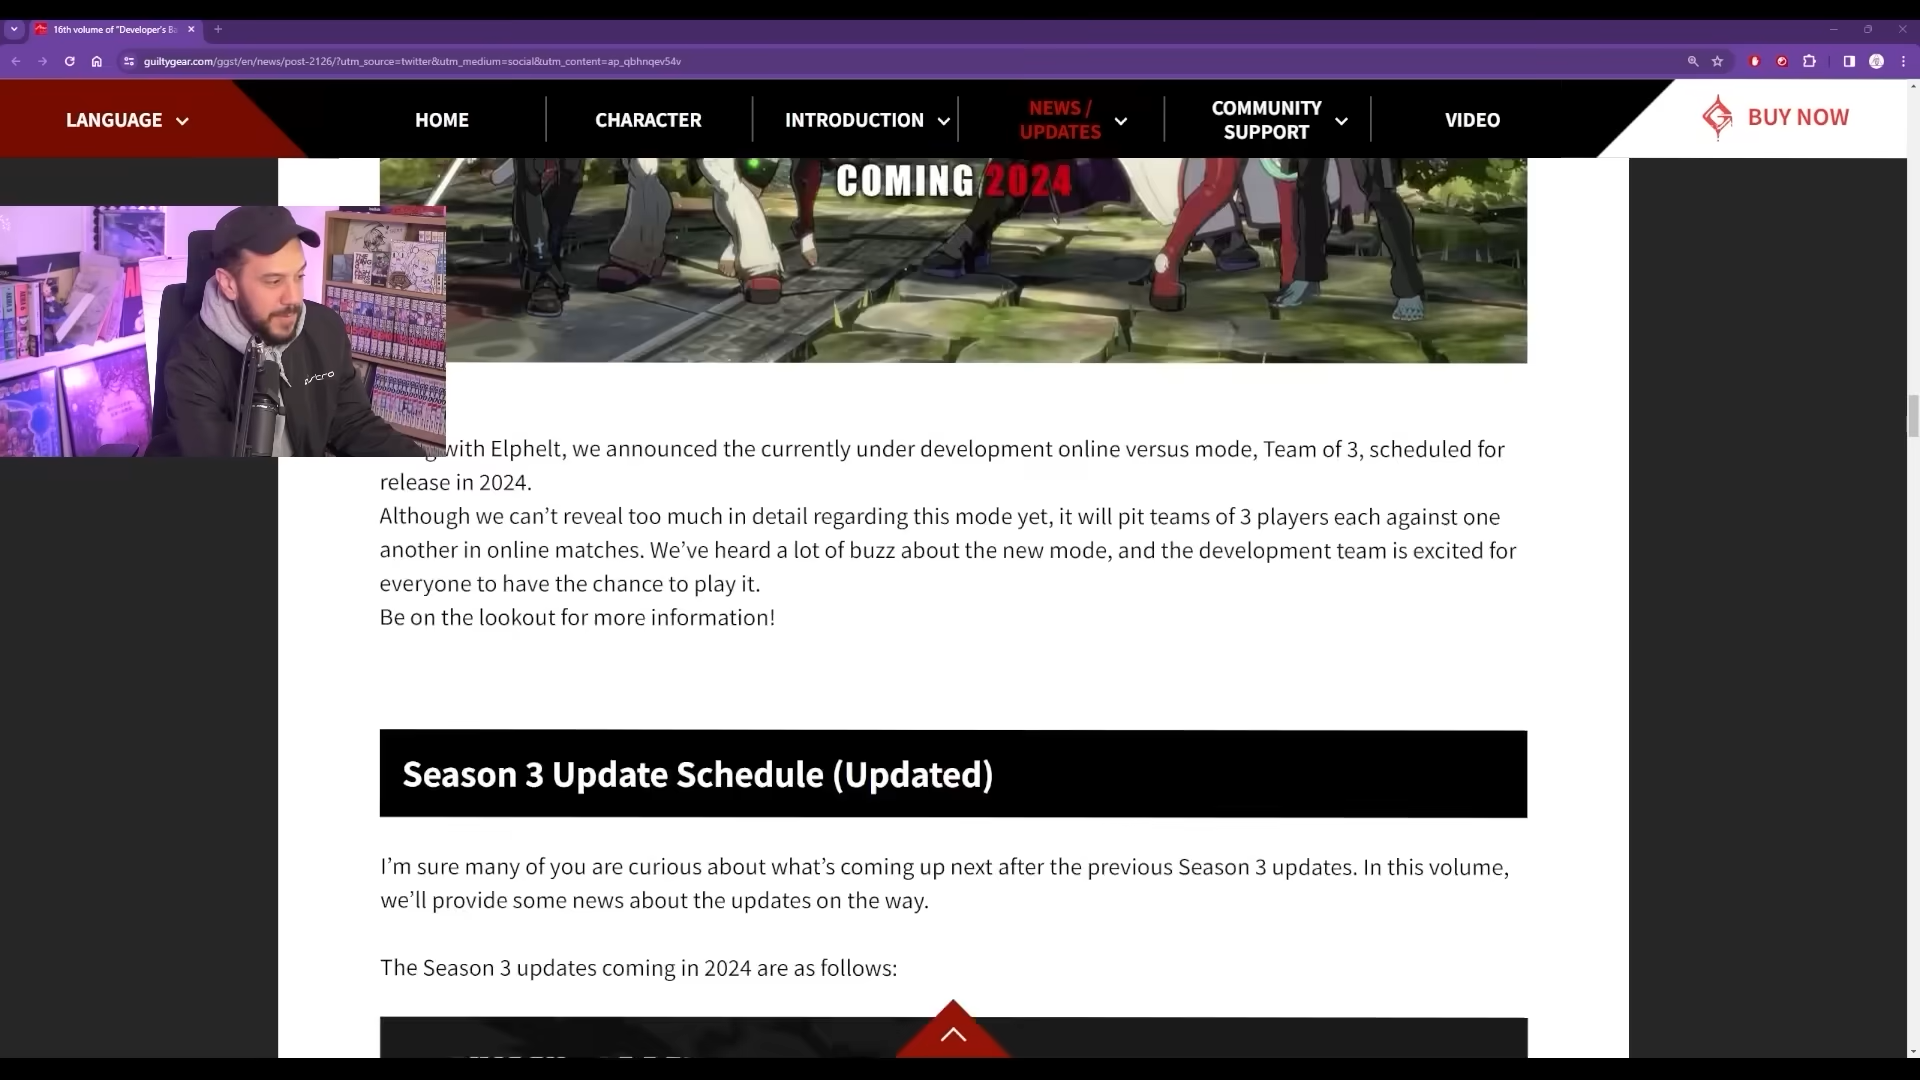 16th volume of "Developer's Ba
guiltygear.com/ggst/en/news/post-2126/?utm_source=twitter&utm_medium=social&utm_content=ap_qbhnqev54v
LANGUAGE
HOME
CHARACTER
INTRODUCTION
NEWS /
UPDATES
COMMUNITY
SUPPORT
VIDEO
BUY NOW
COMING 2024
with Elphelt, we announced the currently under development online versus mode, Team of 3, scheduled for
release in 2024.
Although we can't reveal too much in detail regarding this mode yet, it will pit teams of 3 players each against one
another in online matches. We've heard a lot of buzz about the new mode, and the development team is excited for
everyone to have the chance to play it.
Be on the lookout for more information!
Season 3 Update Schedule (Updated)
I'm sure many of you are curious about what's coming up next after the previous Season 3 updates. In this volume,
we'll provide some news about the updates on the way.
The Season 3 updates coming in 2024 are as follows: